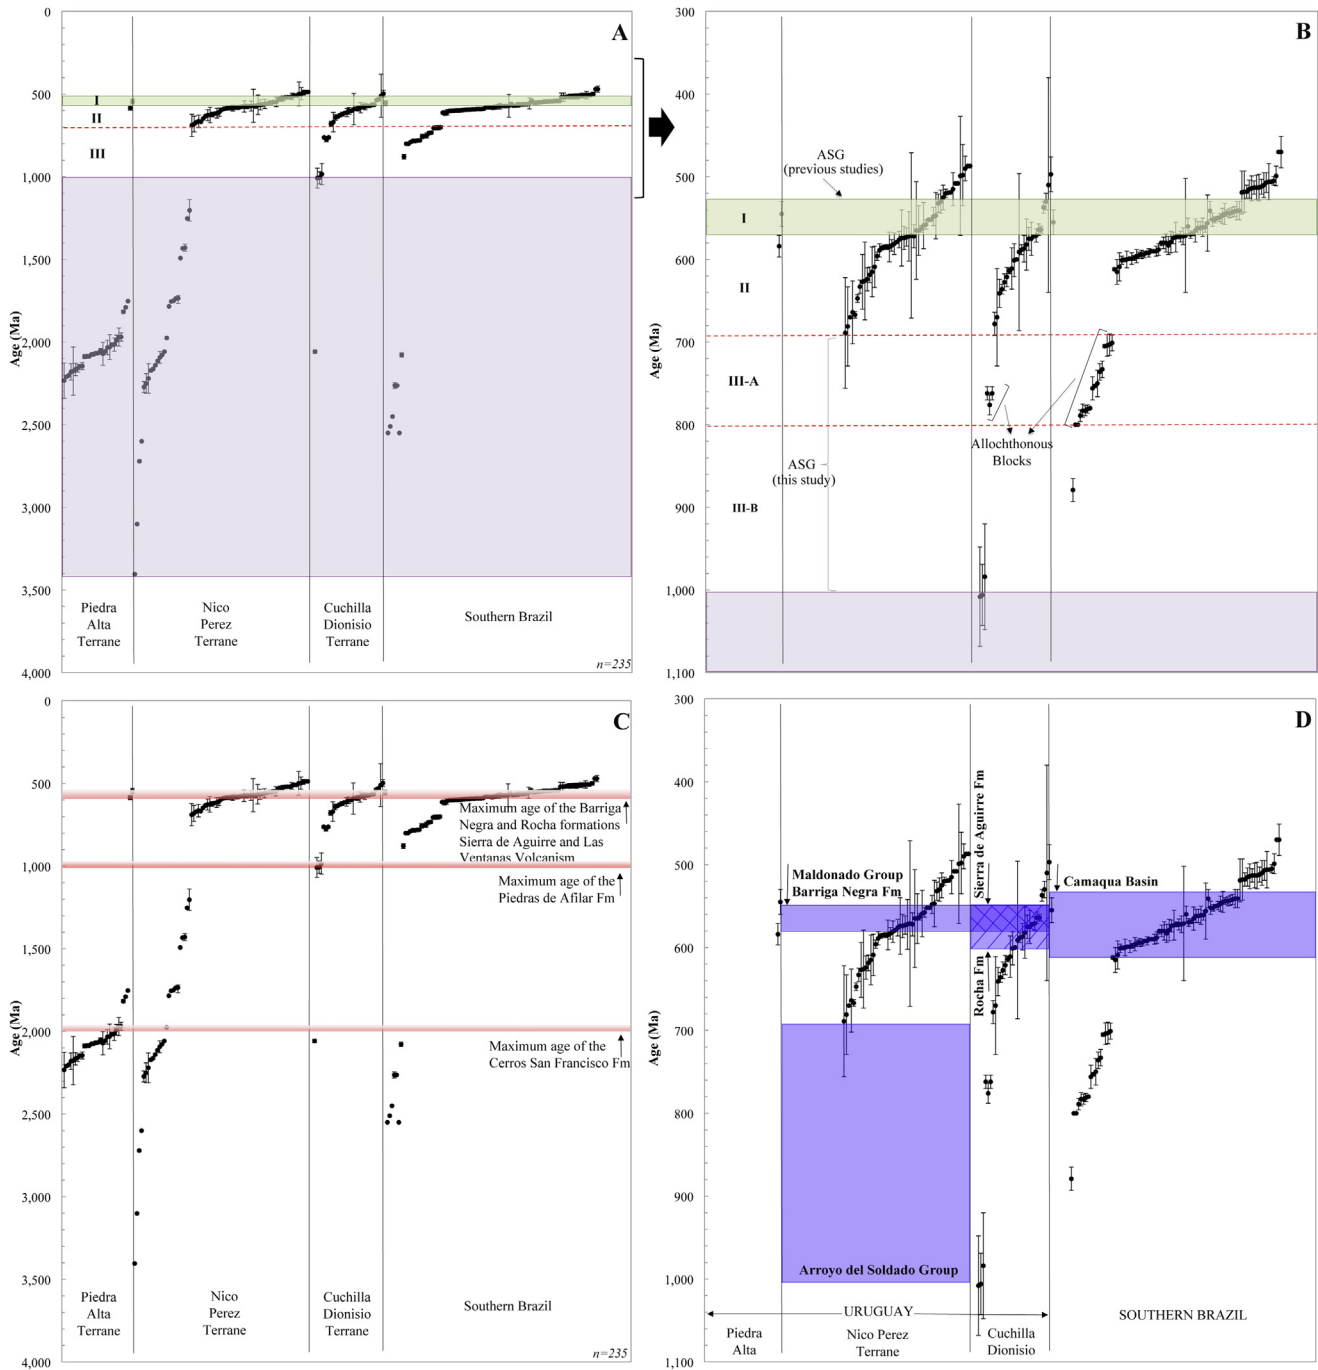 A
0
500
1,000
1,500
2,000
2,500
3,000
3,500
4,000
Age (Ma)
I
II
III
Piedra
Alta
Terrane
Nico
Perez
Terrane
Cuchilla
Dionisio
Terrane
Southern Brazil
n=235
B
300
400
500
600
700
800
900
1,000
1,100
Age (Ma)
ASG
(previous studies)
I
II
III-A
III-B
ASG
(this study)
Allochthonous
Blocks
C
0
500
1,000
1,500
2,000
2,500
3,000
3,500
4,000
Age (Ma)
Maximum age of the Barriga
Negra and Rocha formations
Sierra de Aguirre and Las
Ventanas Volcanism
Maximum age of the
Piedras de Afilar Fm
Maximum age of the
Cerros San Francisco Fm
Piedra
Alta
Terrane
Nico
Perez
Terrane
Cuchilla
Dionisio
Terrane
Southern Brazil
n=235
D
300
400
500
600
700
800
900
1,000
1,100
Age (Ma)
Maldonado Group
Barriga Negra Fm
Sierra de Aguirre Fm
Rocha Fm
Camaqua Basin
Arroyo del Soldado Group
URUGUAY
SOUTHERN BRAZIL
Piedra
Alta
Nico Perez
Terrane
Cuchilla
Dionisio